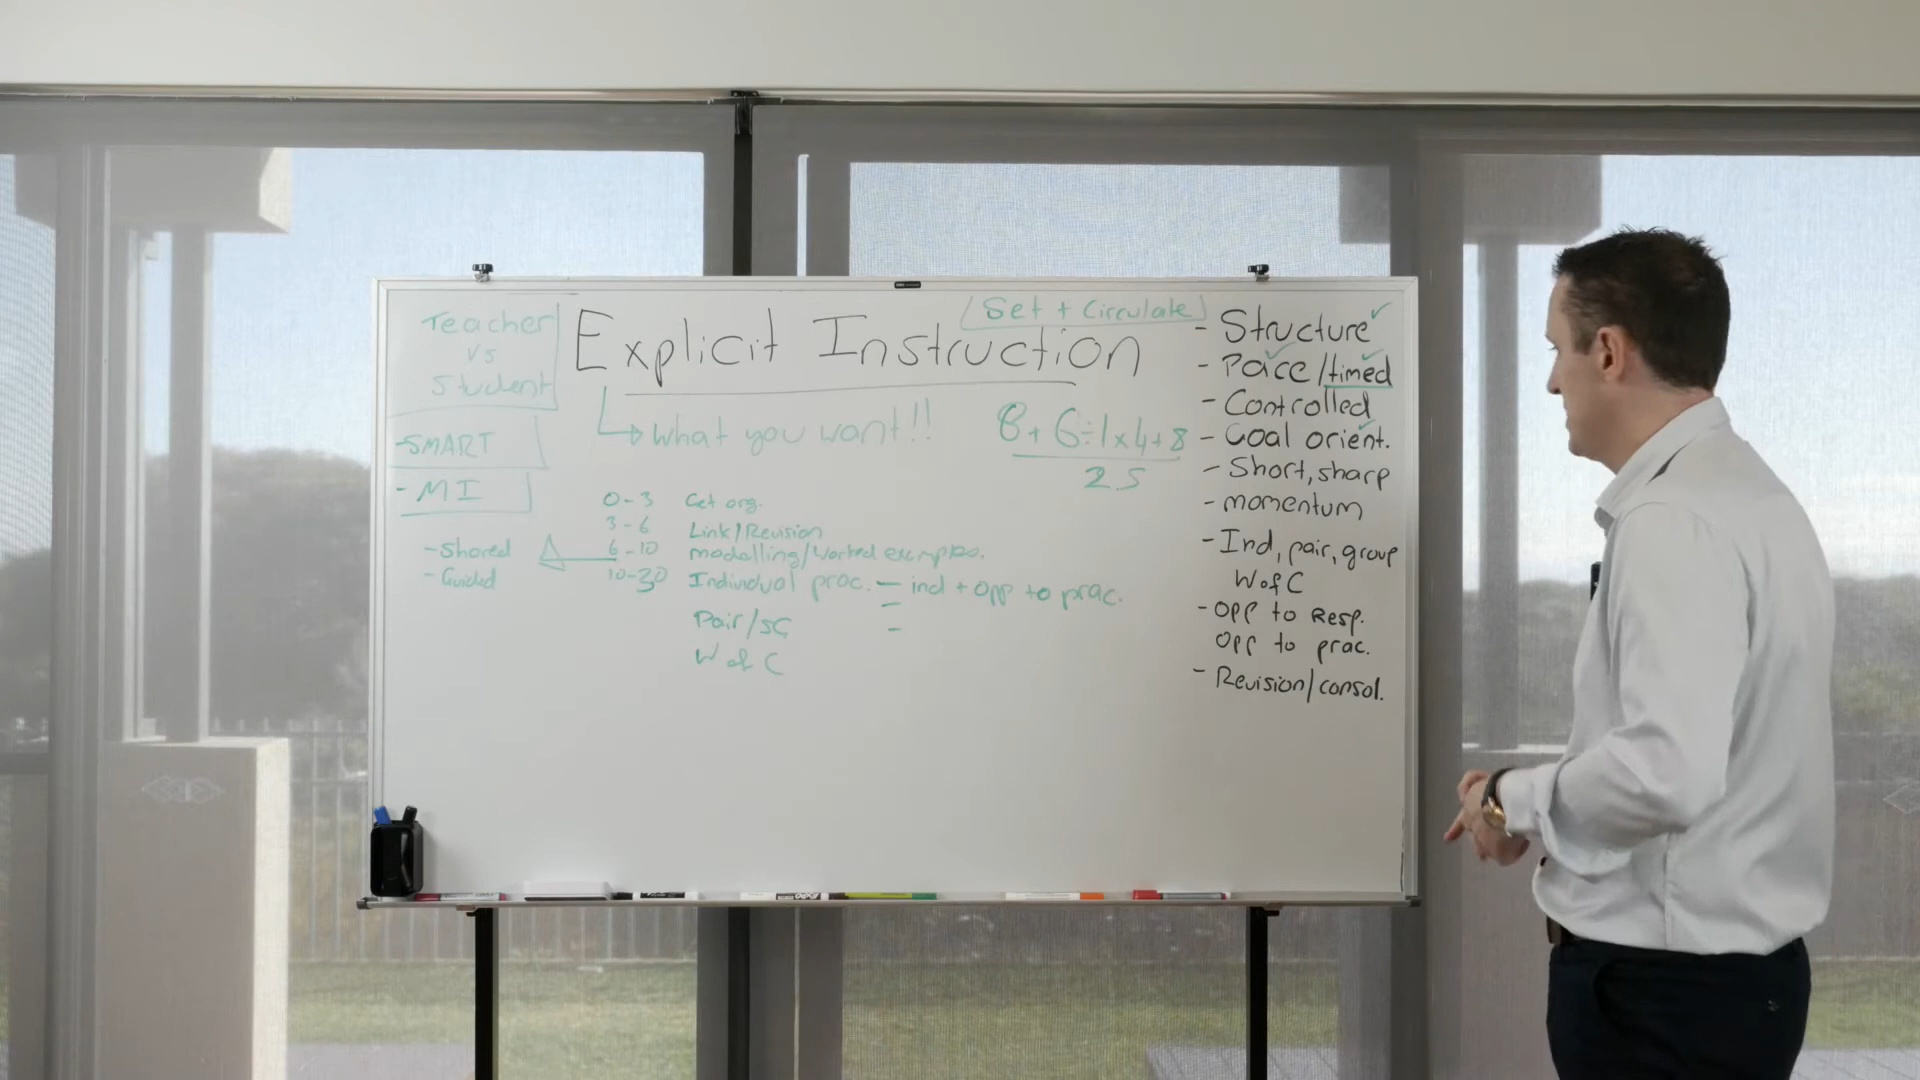 Teacher
vs
Student
-SMART
- MI
- Shared
- Guided
Set + Circulate
Explicit Instruction
What you want!!
8+6÷1x4+8
2.5
0-3 Get org.
3-6 Link/Revision
6-10 modelling/worked examples.
10-30 Individual prac. - ind + opp to prac.
Pair/SG -
W of C -
- Structure ✓
- Pace/timed
- Controlled
- Goal orient.
- Short, sharp
- momentum
- Ind, pair, group
W of C
- Opp to Resp.
Opp to prac.
- Revision/consol.